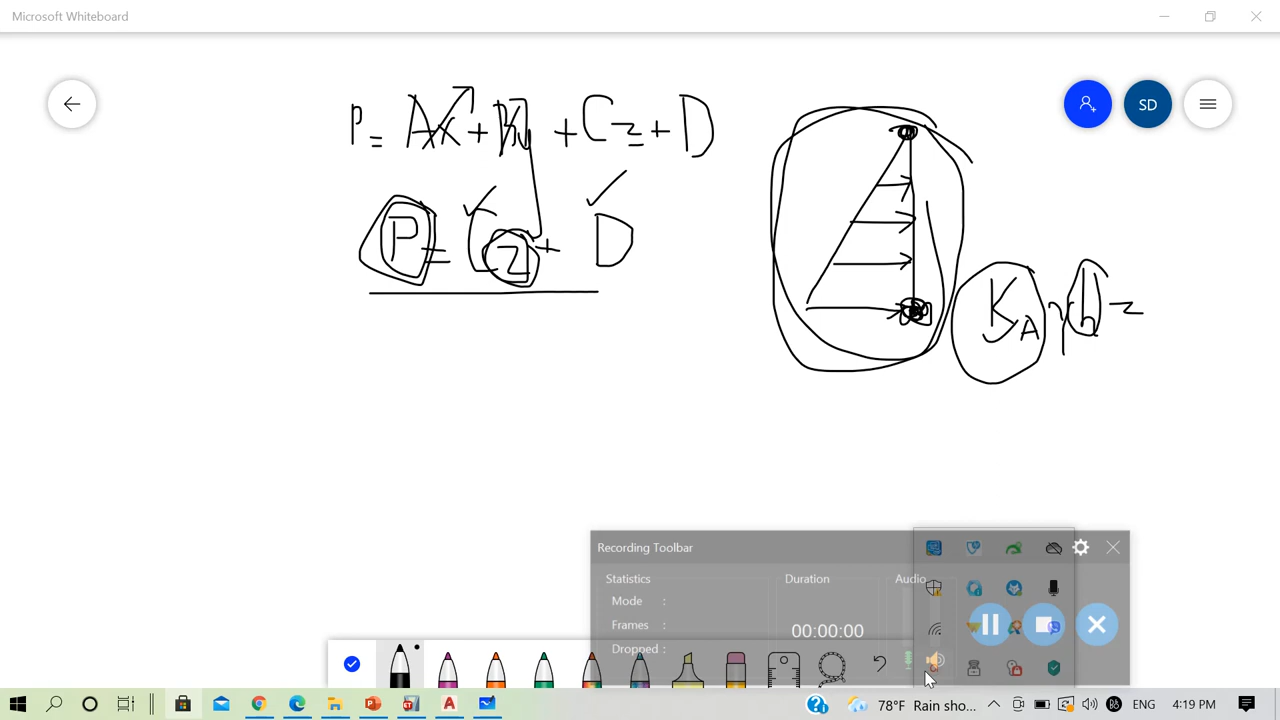 Microsoft Whiteboard
SD
P = Ax + By + Cz + D
P = Cz + D
K_A γ h =
Recording Toolbar
Statistics
Duration
Audio
Mode :
Frames :
00:00:00
Dropped :
78°F Rain sho...
ENG
4:19 PM